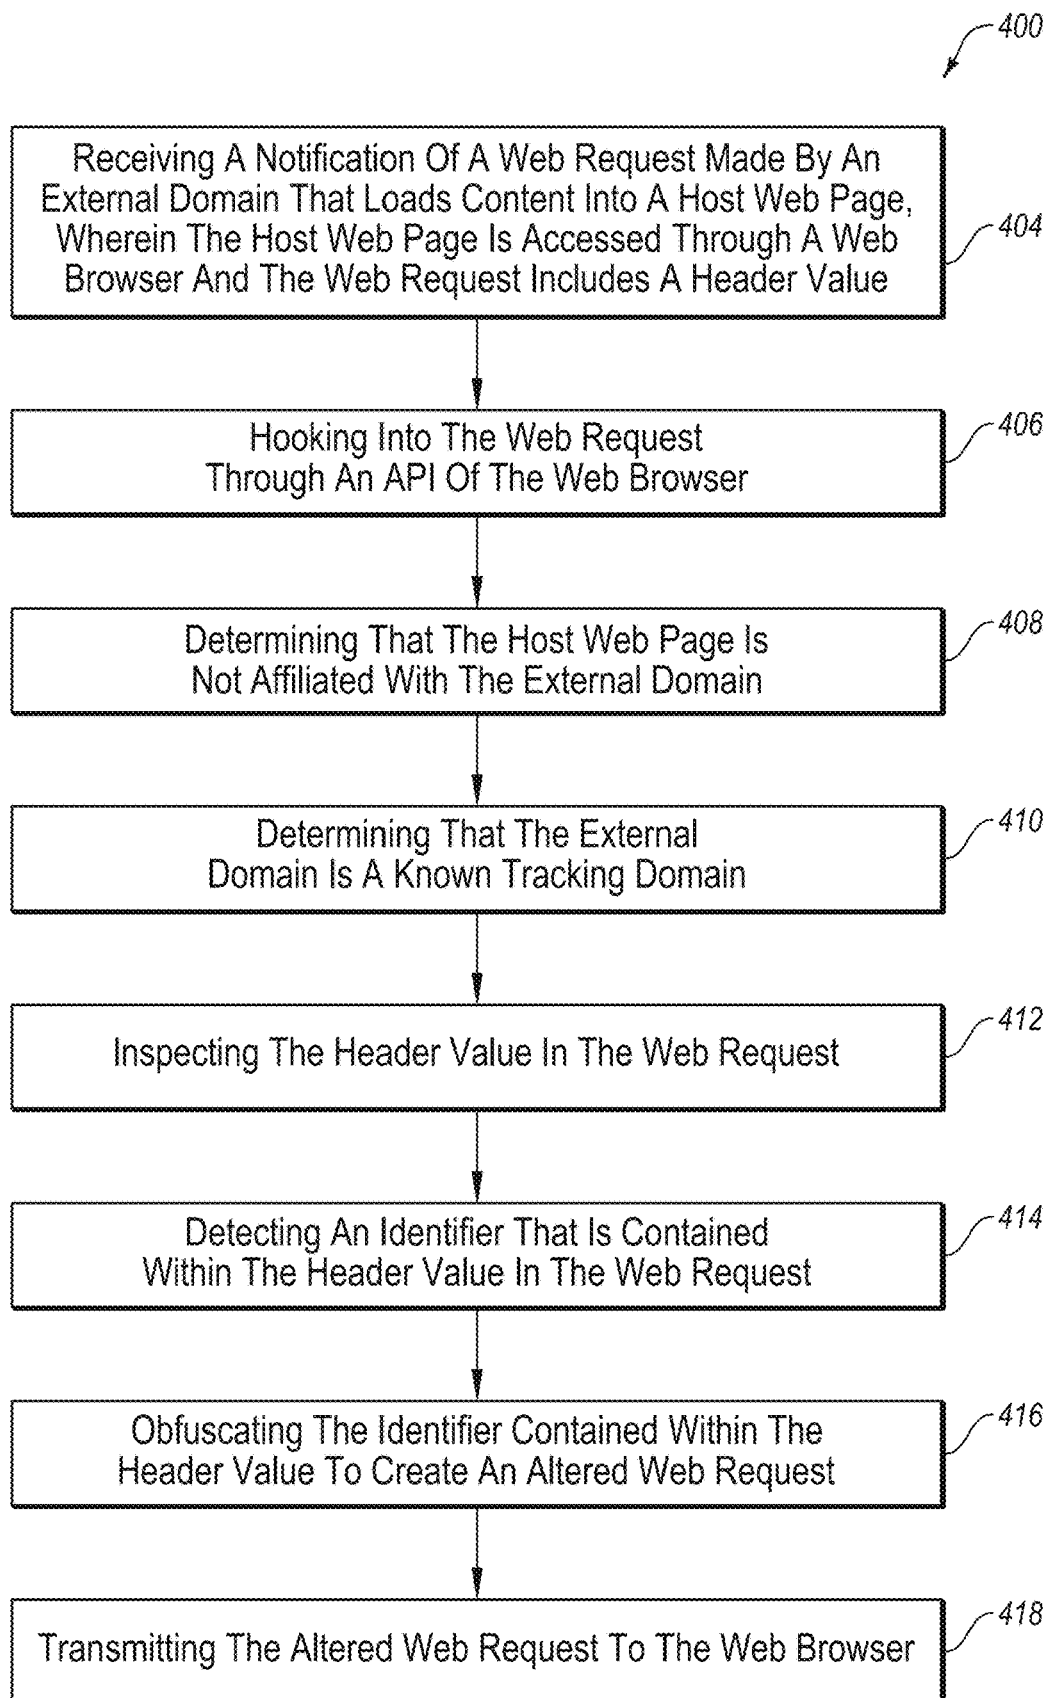 400
Receiving A Notification Of A Web Request Made By An
External Domain That Loads Content Into A Host Web Page,
Wherein The Host Web Page Is Accessed Through A Web
Browser And The Web Request Includes A Header Value
404
Hooking Into The Web Request
Through An API Of The Web Browser
406
Determining That The Host Web Page Is
Not Affiliated With The External Domain
408
Determining That The External
Domain Is A Known Tracking Domain
410
Inspecting The Header Value In The Web Request
412
Detecting An Identifier That Is Contained
Within The Header Value In The Web Request
414
Obfuscating The Identifier Contained Within The
Header Value To Create An Altered Web Request
416
Transmitting The Altered Web Request To The Web Browser
418